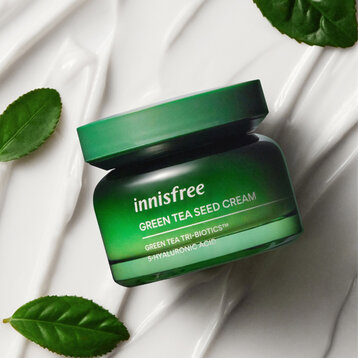 innisfree
GREEN TEA SEED CREAM
GREEN TEA TRI-BIOTICS™
5-HYALURONIC ACID